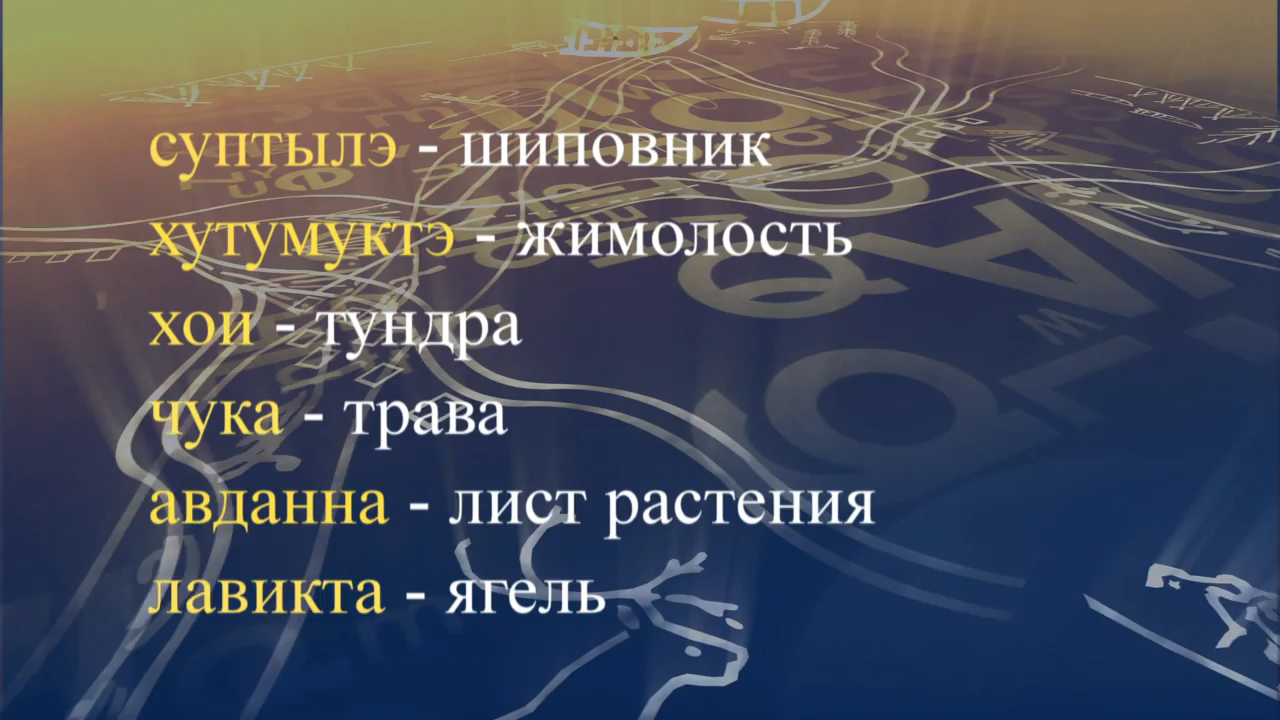 суптылэ - шиповник
хутумуктэ - жимолость
хои - тундра
чука - трава
авданна - лист растения
лавикта - ягель